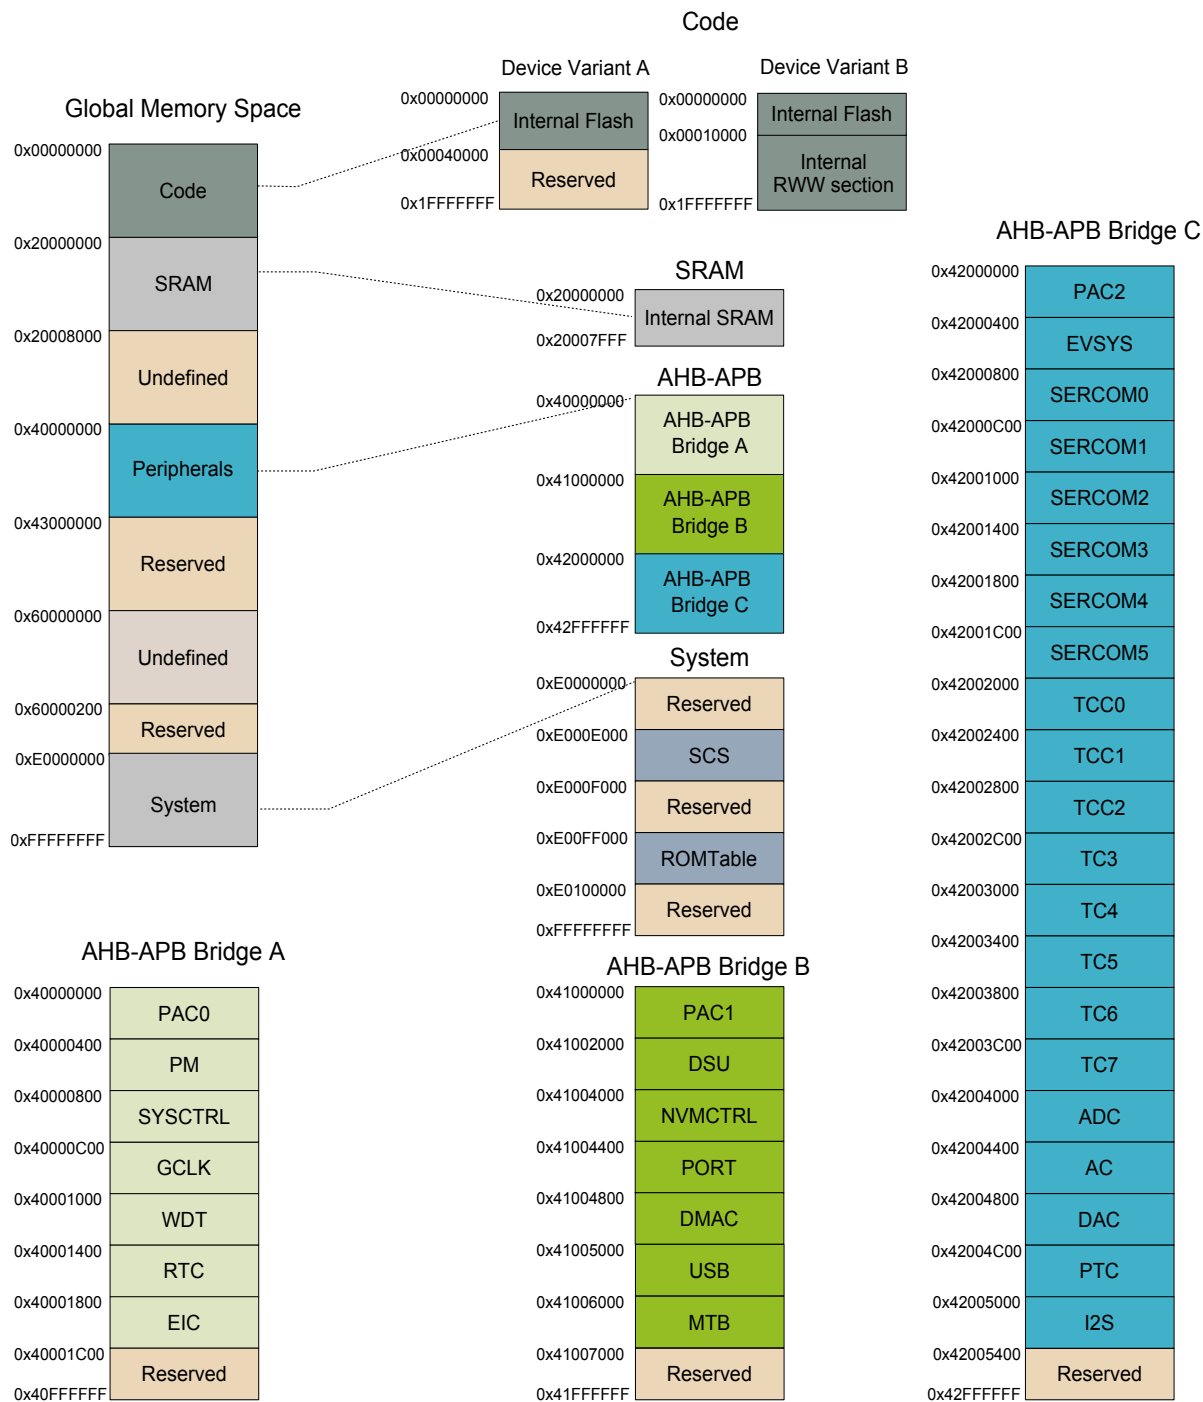 Code
Device Variant A
0x00000000
Internal Flash
0x00040000
Reserved
0x1FFFFFFF
Device Variant B
0x00000000
Internal Flash
0x00010000
Internal
RWW section
0x1FFFFFFF
Global Memory Space
0x00000000
Code
0x20000000
SRAM
0x20008000
Undefined
0x40000000
Peripherals
0x43000000
Reserved
0x60000000
Undefined
0x60000200
Reserved
0xE0000000
System
0xFFFFFFFF
SRAM
0x20000000
Internal SRAM
0x20007FFF
AHB-APB
0x40000000
AHB-APB
Bridge A
0x41000000
AHB-APB
Bridge B
0x42000000
AHB-APB
Bridge C
0x42FFFFFF
System
0xE0000000
Reserved
0xE000E000
SCS
0xE000F000
Reserved
0xE00FF000
ROMTable
0xE0100000
Reserved
0xFFFFFFFF
AHB-APB Bridge A
0x40000000
PAC0
0x40000400
PM
0x40000800
SYSCTRL
0x40000C00
GCLK
0x40001000
WDT
0x40001400
RTC
0x40001800
EIC
0x40001C00
Reserved
0x40FFFFFF
AHB-APB Bridge B
0x41000000
PAC1
0x41002000
DSU
0x41004000
NVMCTRL
0x41004400
PORT
0x41004800
DMAC
0x41005000
USB
0x41006000
MTB
0x41007000
Reserved
0x41FFFFFF
AHB-APB Bridge C
0x42000000
PAC2
0x42000400
EVSYS
0x42000800
SERCOM0
0x42000C00
SERCOM1
0x42001000
SERCOM2
0x42001400
SERCOM3
0x42001800
SERCOM4
0x42001C00
SERCOM5
0x42002000
TCC0
0x42002400
TCC1
0x42002800
TCC2
0x42002C00
TC3
0x42003000
TC4
0x42003400
TC5
0x42003800
TC6
0x42003C00
TC7
0x42004000
ADC
0x42004400
AC
0x42004800
DAC
0x42004C00
PTC
0x42005000
I2S
0x42005400
Reserved
0x42FFFFFF